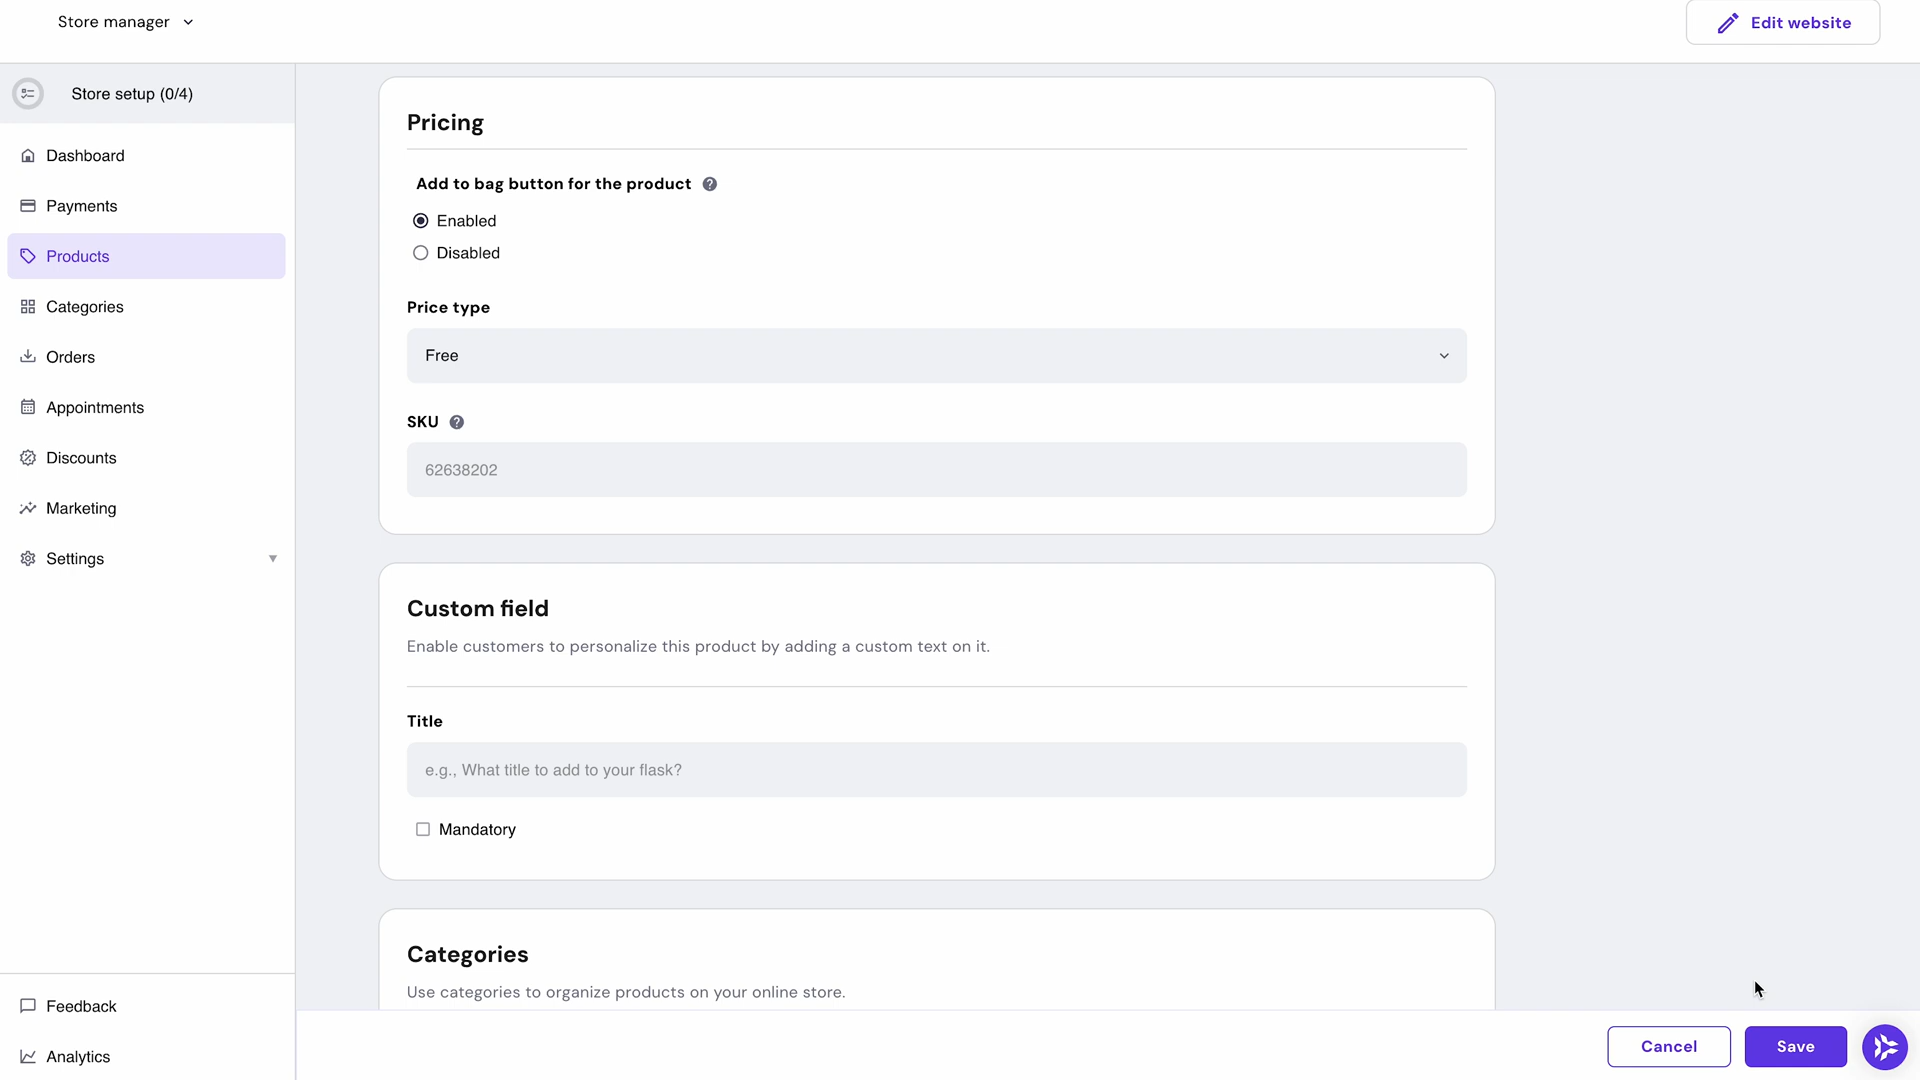 Store manager
Edit website
Store setup (0/4)
Dashboard
Payments
Products
Categories
Orders
Appointments
Discounts
Marketing
Settings
Feedback
Analytics
Pricing
Add to bag button for the product
Enabled
Disabled
Price type
Free
SKU
62638202
Custom field
Enable customers to personalize this product by adding a custom text on it.
Title
e.g., What title to add to your flask?
Mandatory
Categories
Use categories to organize products on your online store.
Cancel
Save